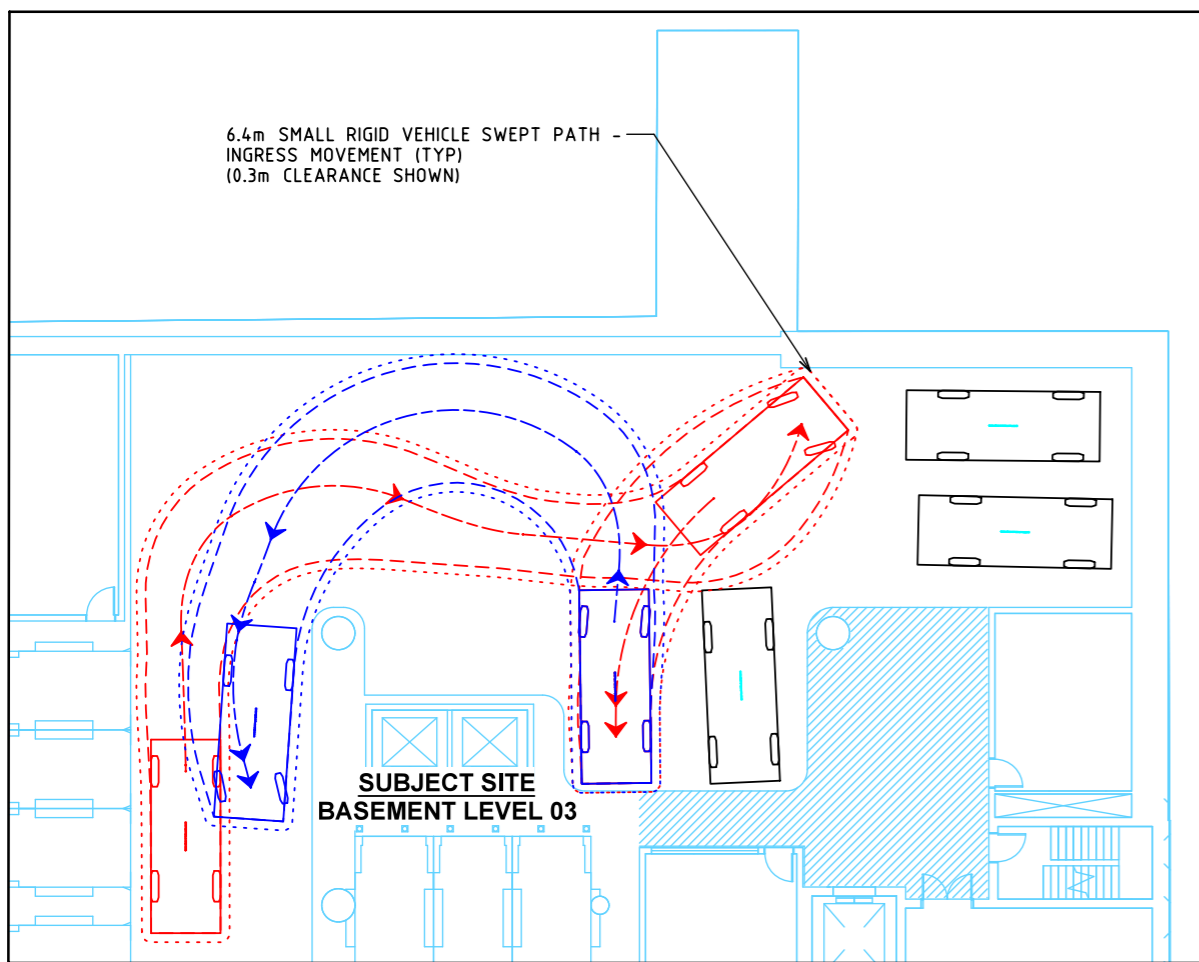 6.4m SMALL RIGID VEHICLE SWEPT PATH -
INGRESS MOVEMENT (TYP)
(0.3m CLEARANCE SHOWN)
SUBJECT SITE
BASEMENT LEVEL 03